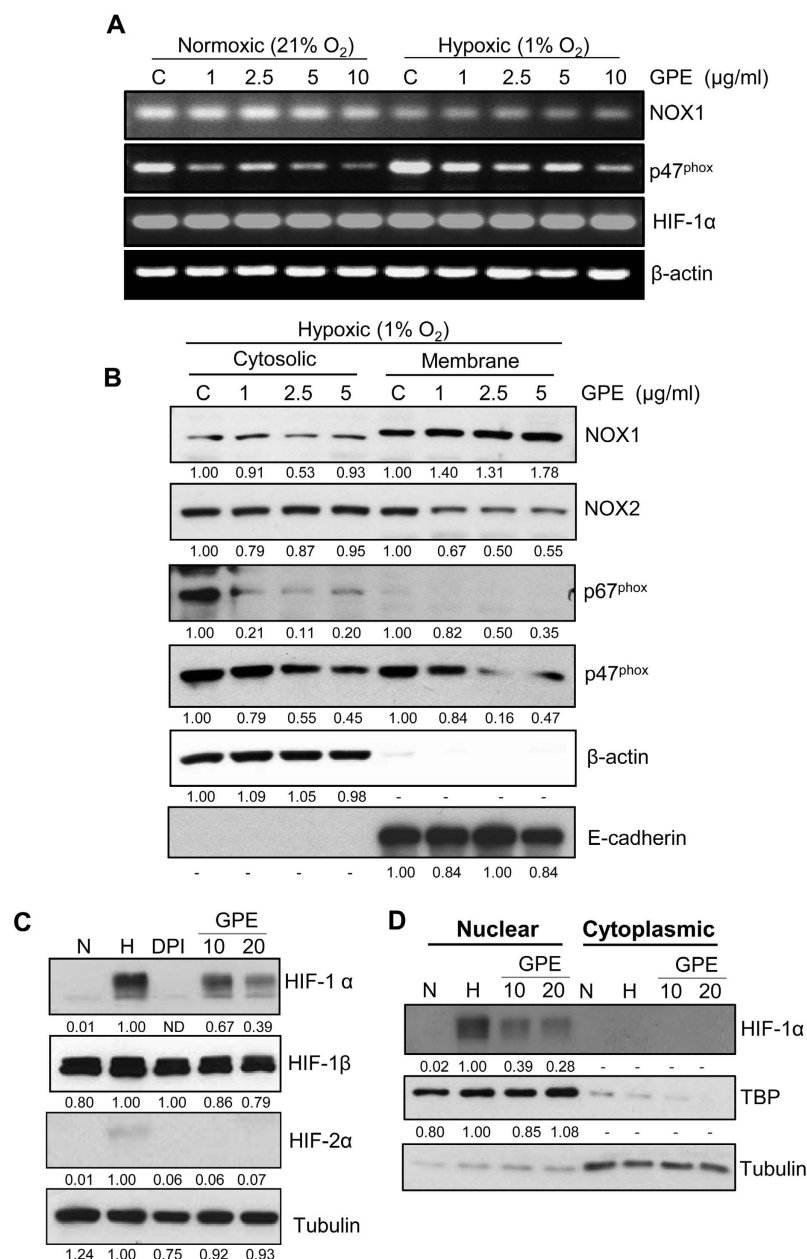 A
Normoxic (21% O₂) Hypoxic (1% O₂)
C 1 2.5 5 10 C 1 2.5 5 10 GPE (µg/ml)
NOX1
p47ᵖʰᵒˣ
HIF-1α
β-actin
Hypoxic (1% O₂)
Cytosolic Membrane
B
C 1 2.5 5 C 1 2.5 5 GPE (µg/ml)
NOX1
1.00 0.91 0.53 0.93 1.00 1.40 1.31 1.78
NOX2
1.00 0.79 0.87 0.95 1.00 0.67 0.50 0.55
p67ᵖʰᵒˣ
1.00 0.21 0.11 0.20 1.00 0.82 0.50 0.35
p47ᵖʰᵒˣ
1.00 0.79 0.55 0.45 1.00 0.84 0.16 0.47
β-actin
1.00 1.09 1.05 0.98 - - - -
E-cadherin
- - - - 1.00 0.84 1.00 0.84
C
GPE
N H DPI 10 20
HIF-1 α
0.01 1.00 ND 0.67 0.39
HIF-1β
0.80 1.00 1.00 0.86 0.79
HIF-2α
0.01 1.00 0.06 0.06 0.07
Tubulin
1.24 1.00 0.75 0.92 0.93
D
Nuclear Cytoplasmic
GPE GPE
N H 10 20 N H 10 20
HIF-1α
0.02 1.00 0.39 0.28 - - - -
TBP
0.80 1.00 0.85 1.08 - - - -
Tubulin